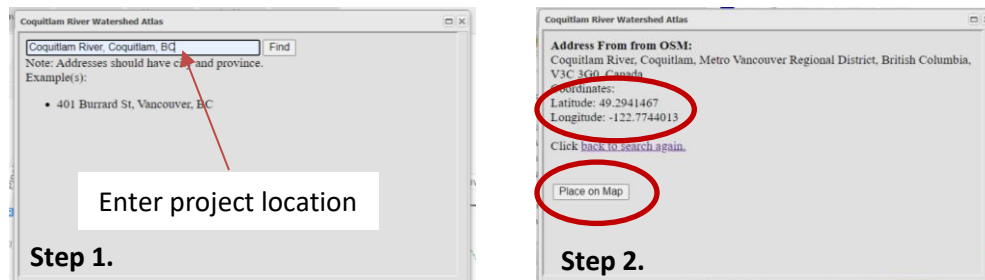 Coquitlam River Watershed Atlas
Coquitlam River, Coquitlam, BC Find
Note: Addresses should have city and province.
Example(s):
• 401 Burrard St, Vancouver, BC
Enter project location
Step 1.
Coquitlam River Watershed Atlas
Address From from OSM:
Coquitlam River, Coquitlam, Metro Vancouver Regional District, British Columbia,
V3C 3G0, Canada
Coordinates:
Latitude: 49.2941467
Longitude: -122.7744013
Click back to search again.
Place on Map
Step 2.